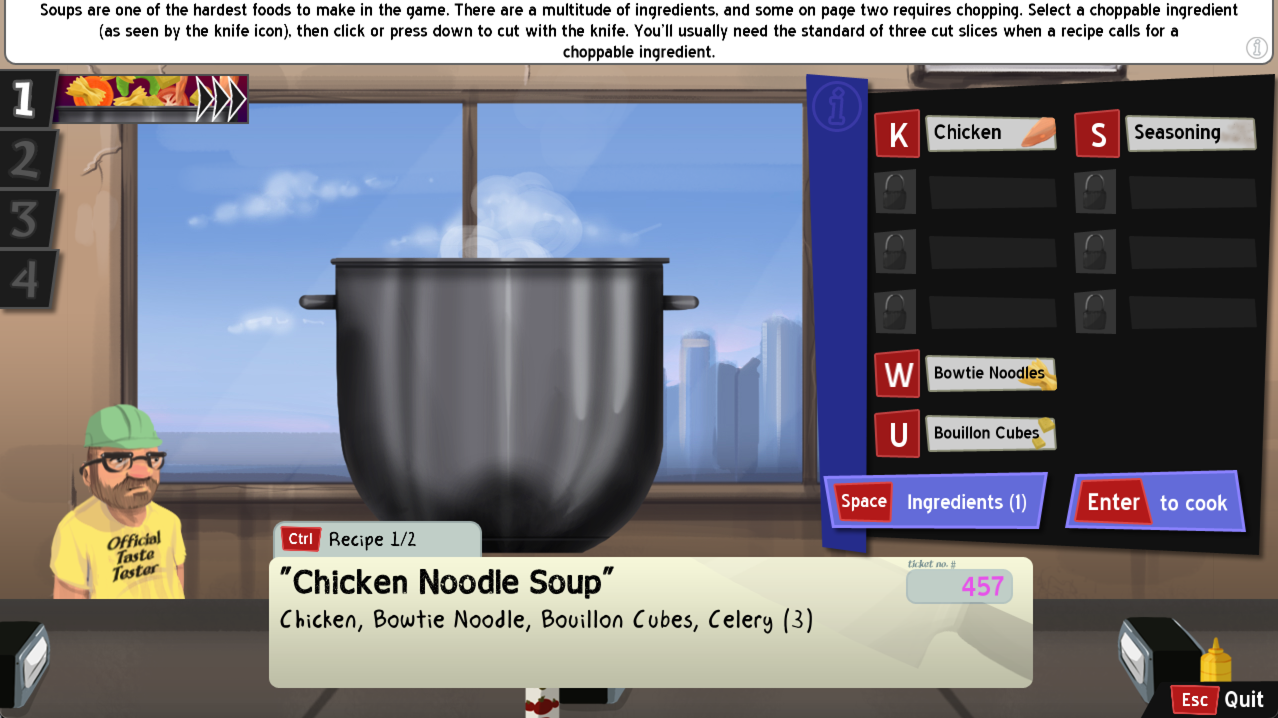 Soups are one of the hardest foods to make in the game. There are a multitude of ingredients, and some on page two requires chopping. Select a choppable ingredient
(as seen by the knife icon), then click or press down to cut with the knife. You'll usually need the standard of three cut slices when a recipe calls for a
choppable ingredient.
1
2
3
4
K Chicken
S Seasoning
W Bowtie Noodles
U Bouillon Cubes
Space Ingredients (1)
Enter to cook
Official
Taste
Tester
Ctrl Recipe 1/2
"Chicken Noodle Soup"
ticket no. #
457
Chicken, Bowtie Noodle, Bouillon Cubes, Celery (3)
Esc Quit